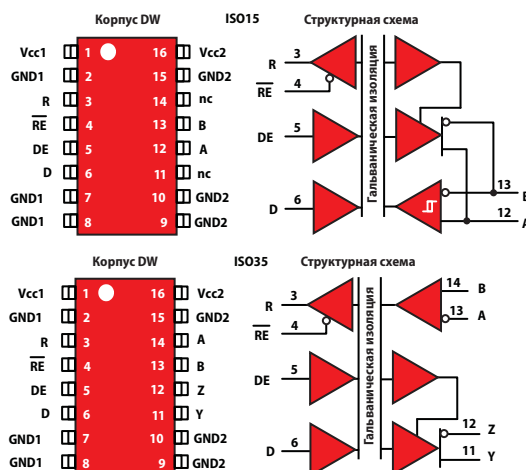 Корпус DW ISO15 Структурная схема
Vcc1 1 16 Vcc2
GND1 2 15 GND2
R 3 14 nc
RE 4 13 B
DE 5 12 A
D 6 11 nc
GND1 7 10 GND2
GND1 8 9 GND2
R 3
RE 4
DE 5
D 6
Гальваническая изоляция
13 B
12 A
Корпус DW ISO35 Структурная схема
Vcc1 1 16 Vcc2
GND1 2 15 GND2
R 3 14 A
RE 4 13 B
DE 5 12 Z
D 6 11 Y
GND1 7 10 GND2
GND1 8 9 GND2
R 3
RE 4
DE 5
D 6
Гальваническая изоляция
14 B
13 A
12 Z
11 Y